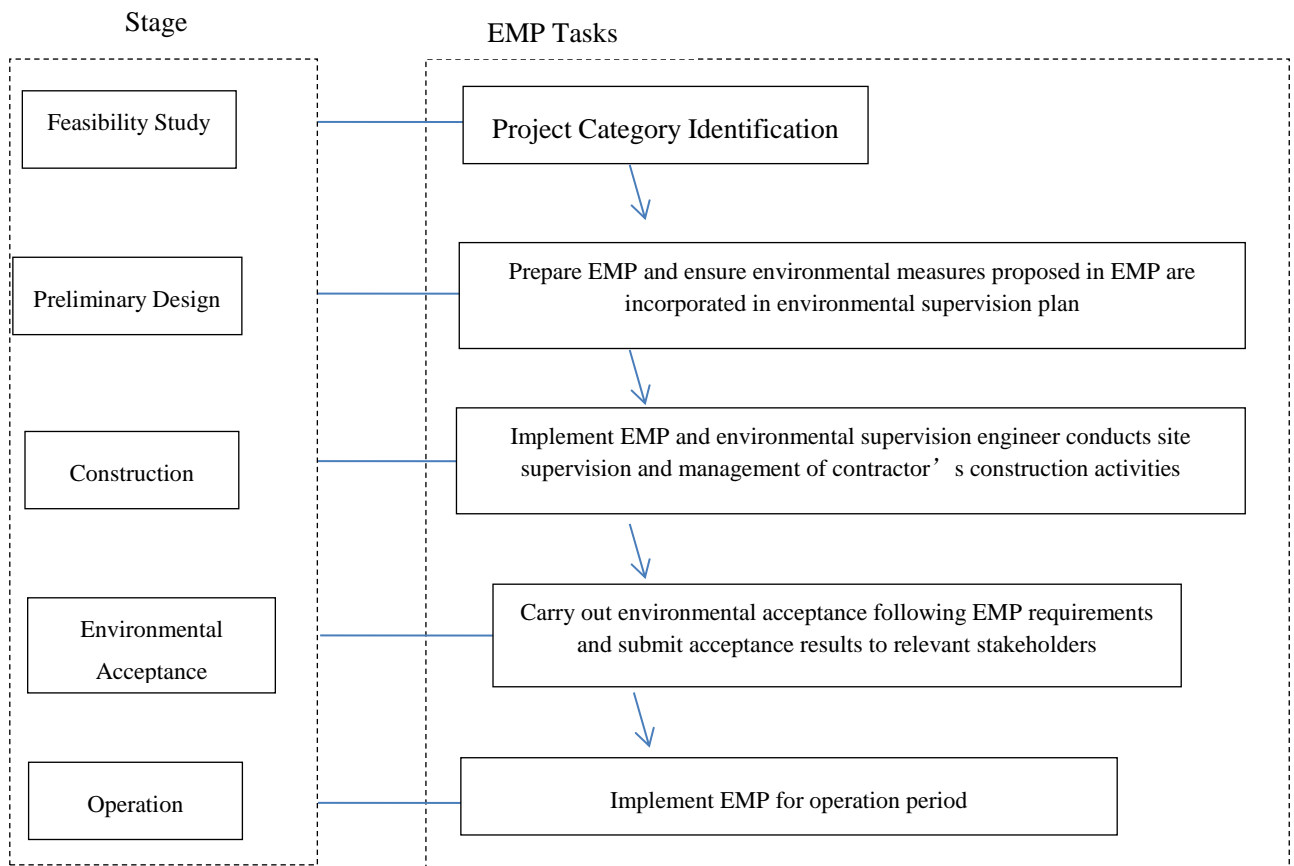 Stage
EMP Tasks
Feasibility Study
Project Category Identification
Preliminary Design
Prepare EMP and ensure environmental measures proposed in EMP are
incorporated in environmental supervision plan
Construction
Implement EMP and environmental supervision engineer conducts site
supervision and management of contractor’s construction activities
Environmental
Acceptance
Carry out environmental acceptance following EMP requirements
and submit acceptance results to relevant stakeholders
Operation
Implement EMP for operation period